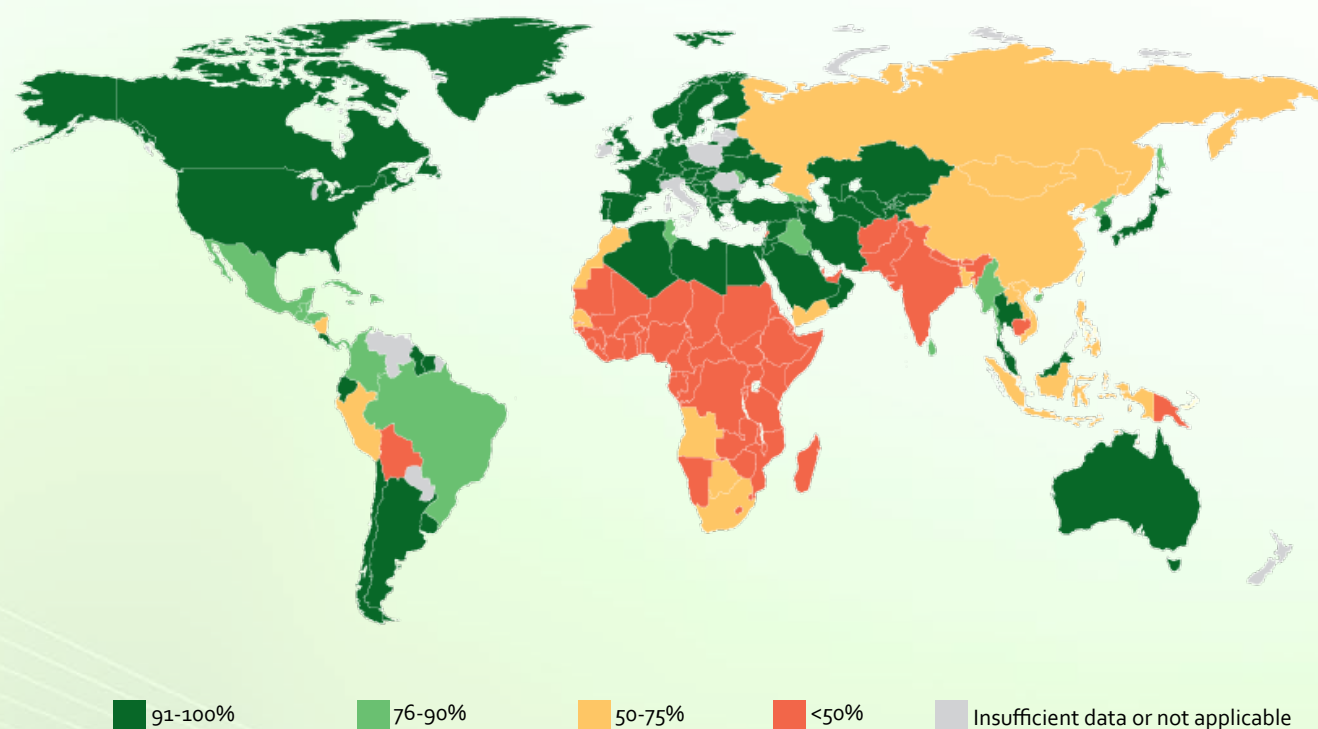 91-100%
76-90%
50-75%
<50%
Insufficient data or not applicable